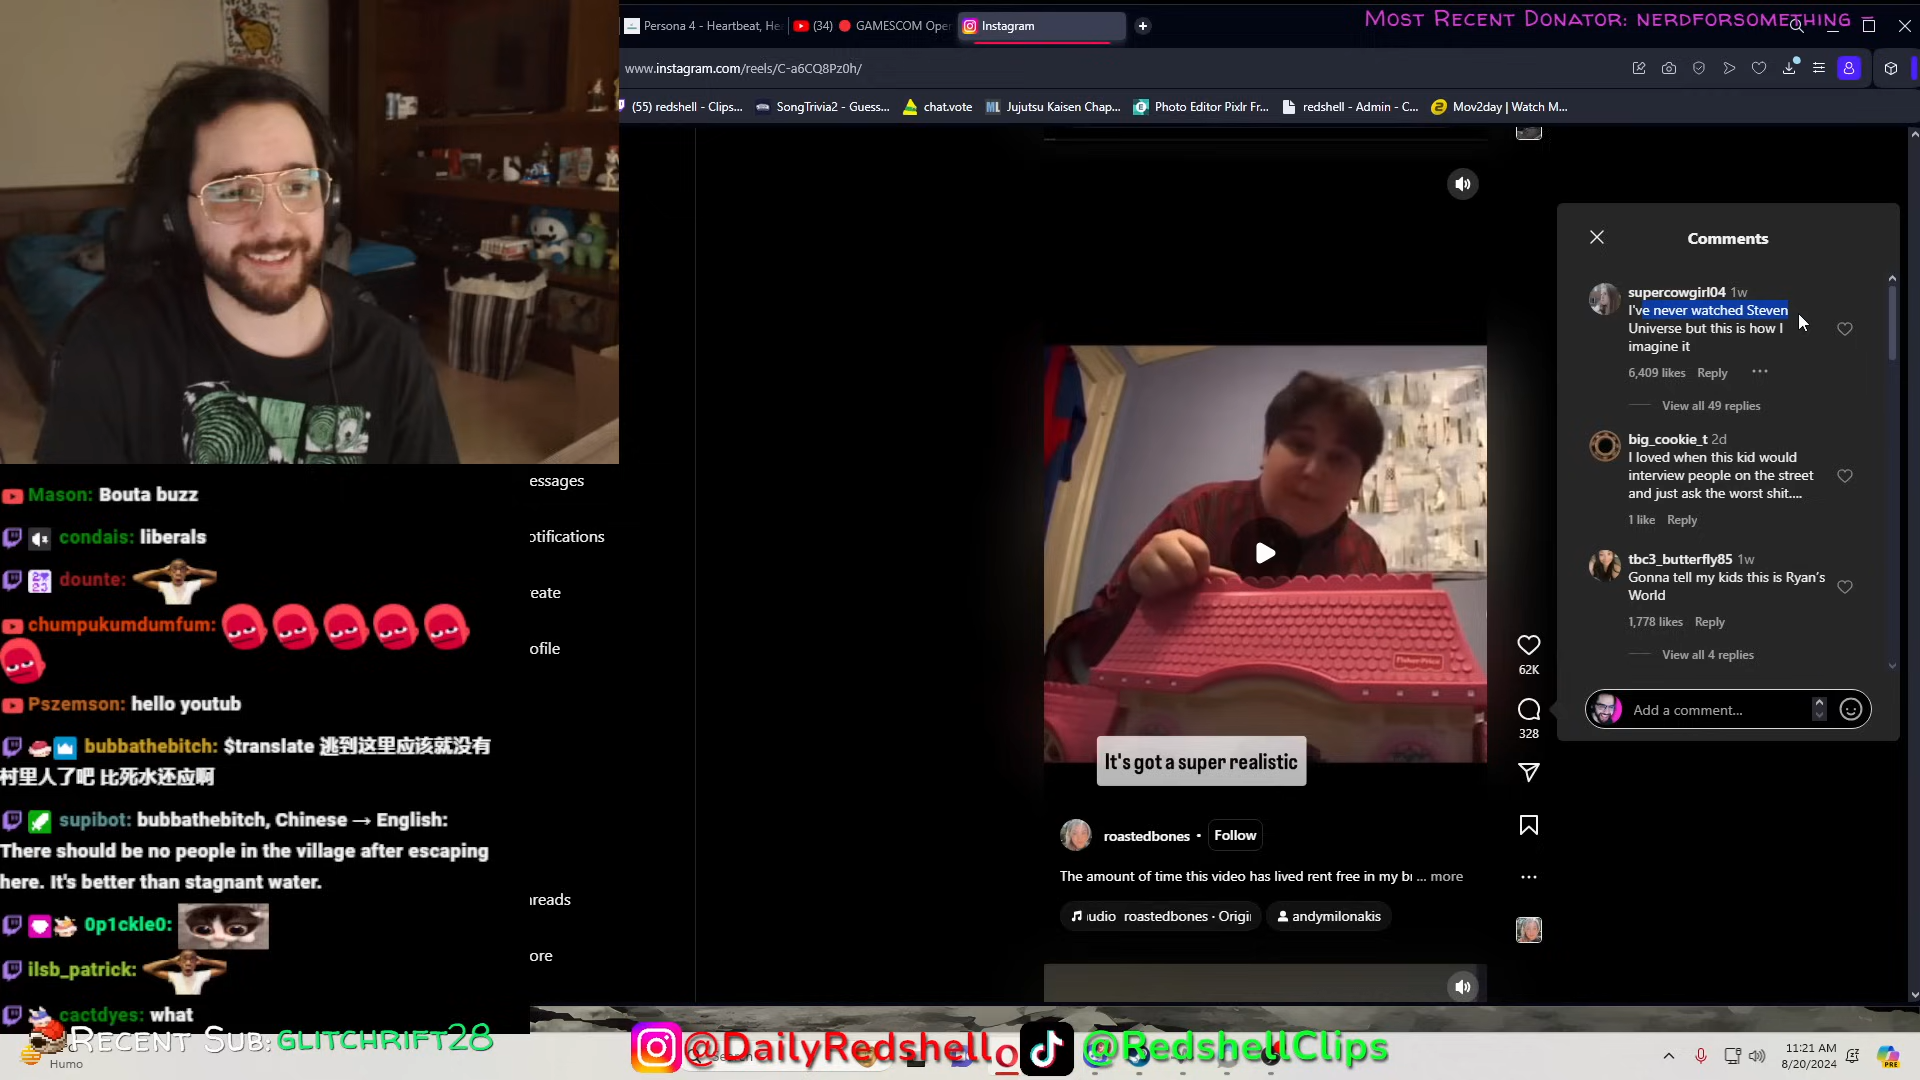 Persona 4 - Heartbeat, He
(34)
GAMESCOM Ope
Instagram
Most Recent Donator: nerdforsomething
www.instagram.com/reels/C-a6CQ8Pz0h/
(55) redshell - Clips...
SongTrivia2 - Guess...
chat.vote
Jujutsu Kaisen Chap...
Photo Editor Pixlr Fr...
redshell - Admin - C...
Mov2day | Watch M...
Comments
supercowgirl04 1w
I've never watched Steven
Universe but this is how I
imagine it
6,409 likes Reply ...
View all 49 replies
big_cookie_t 2d
I loved when this kid would
interview people on the street
and just ask the worst shit....
1 like Reply
tbc3_butterfly85 1w
Gonna tell my kids this is Ryan's
World
1,778 likes Reply
View all 4 replies
Add a comment...
62K
328
Fisher-Price
It's got a super realistic
roastedbones • Follow
The amount of time this video has lived rent free in my bı ... more
udio roastedbones · Origi
andymilonakis
essages
otifications
eate
ofile
reads
ore
Mason: Bouta buzz
condais: liberals
dounte:
chumpukumdumfum:
Pszemson: hello youtub
bubbathebitch: $translate 逃到这里应该就没有
村里人了吧 比死水还应啊
supibot: bubbathebitch, Chinese → English:
There should be no people in the village after escaping
here. It's better than stagnant water.
0p1ckle0:
ilsb_patrick:
cactdyes: what
Recent Sub: glitchrift28
Humo
@DailyRedshell
@RedshellClips
11:21 AM
8/20/2024